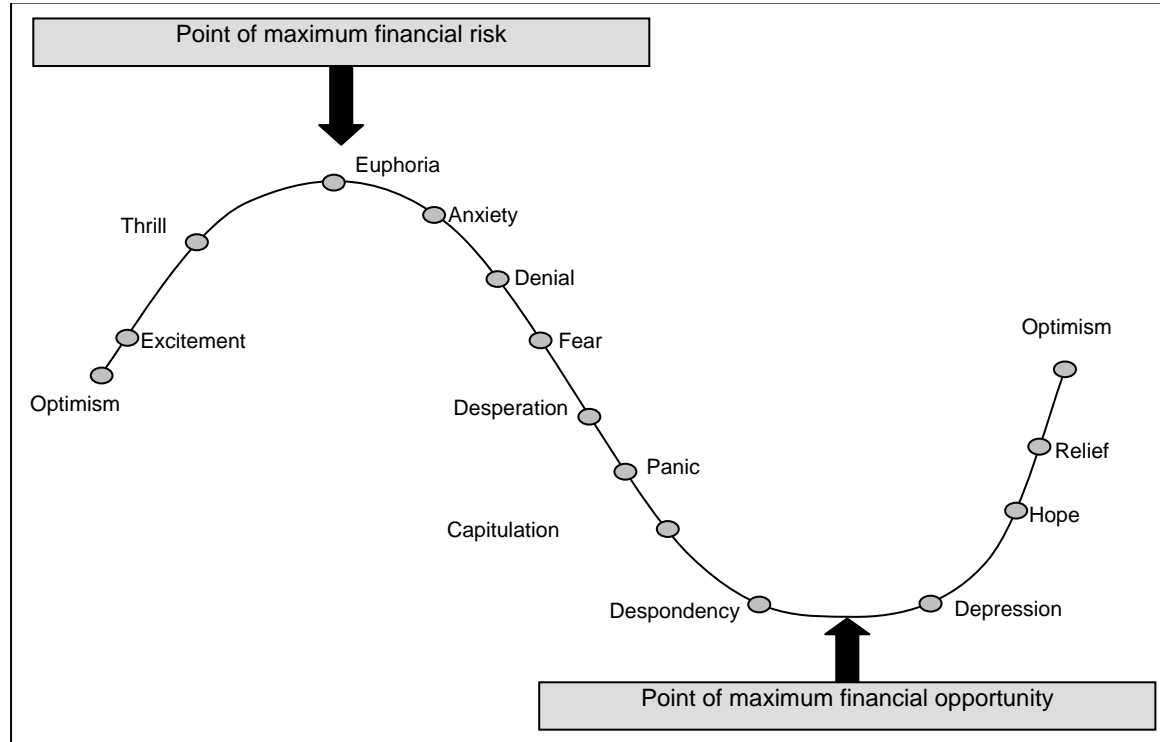 Point of maximum financial risk
Euphoria
Thrill
Anxiety
Denial
Excitement
Fear
Optimism
Optimism
Desperation
Relief
Panic
Hope
Capitulation
Despondency
Depression
Point of maximum financial opportunity